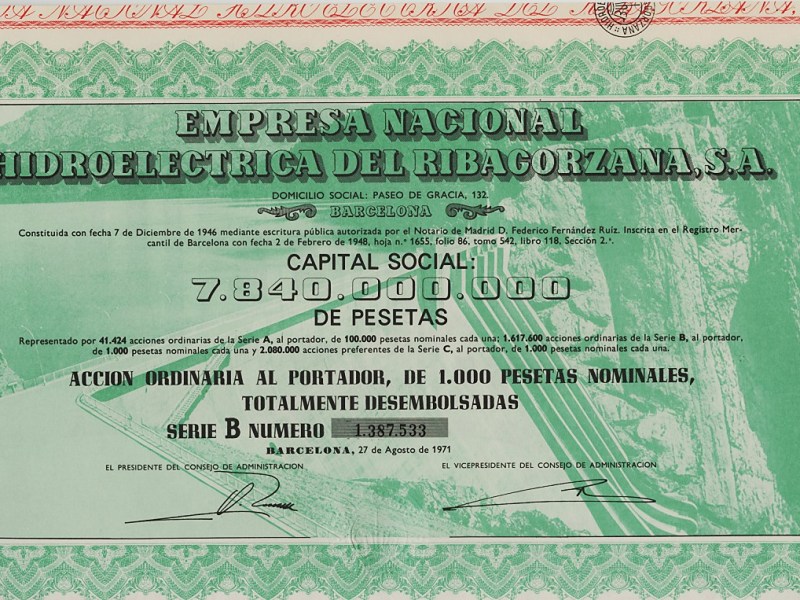 EMPRESA NACIONAL
HIDROELECTRICA DEL RIBAGORZANA, S.A.
DOMICILIO SOCIAL: PASEO DE GRACIA, 132
BARCELONA
Constituida con fecha 7 de Diciembre de 1946 mediante escritura pública autorizada por el Notario de Madrid D. Federico Fernández Ruiz. Inscrita en el Registro Mer-
cantil de Barcelona con fecha 2 de Febrero de 1948, hoja n.º 1655, folio 86, tomo 542, libro 118, Sección 2.ª.
CAPITAL SOCIAL:
7.840.000.000
DE PESETAS
Representado por 41.424 acciones ordinarias de la Serie A, al portador, de 100.000 pesetas nominales cada una; 1.617.600 acciones ordinarias de la Serie B, al portador,
de 1.000 pesetas nominales cada una y 2.080.000 acciones preferentes de la Serie C, al portador, de 1.000 pesetas nominales cada una.
ACCION ORDINARIA AL PORTADOR, DE 1.000 PESETAS NOMINALES,
TOTALMENTE DESEMBOLSADAS
SERIE B NUMERO 1.387.533
BARCELONA, 27 de Agosto de 1971
EL PRESIDENTE DEL CONSEJO DE ADMINISTRACION EL VICEPRESIDENTE DEL CONSEJO DE ADMINISTRACION